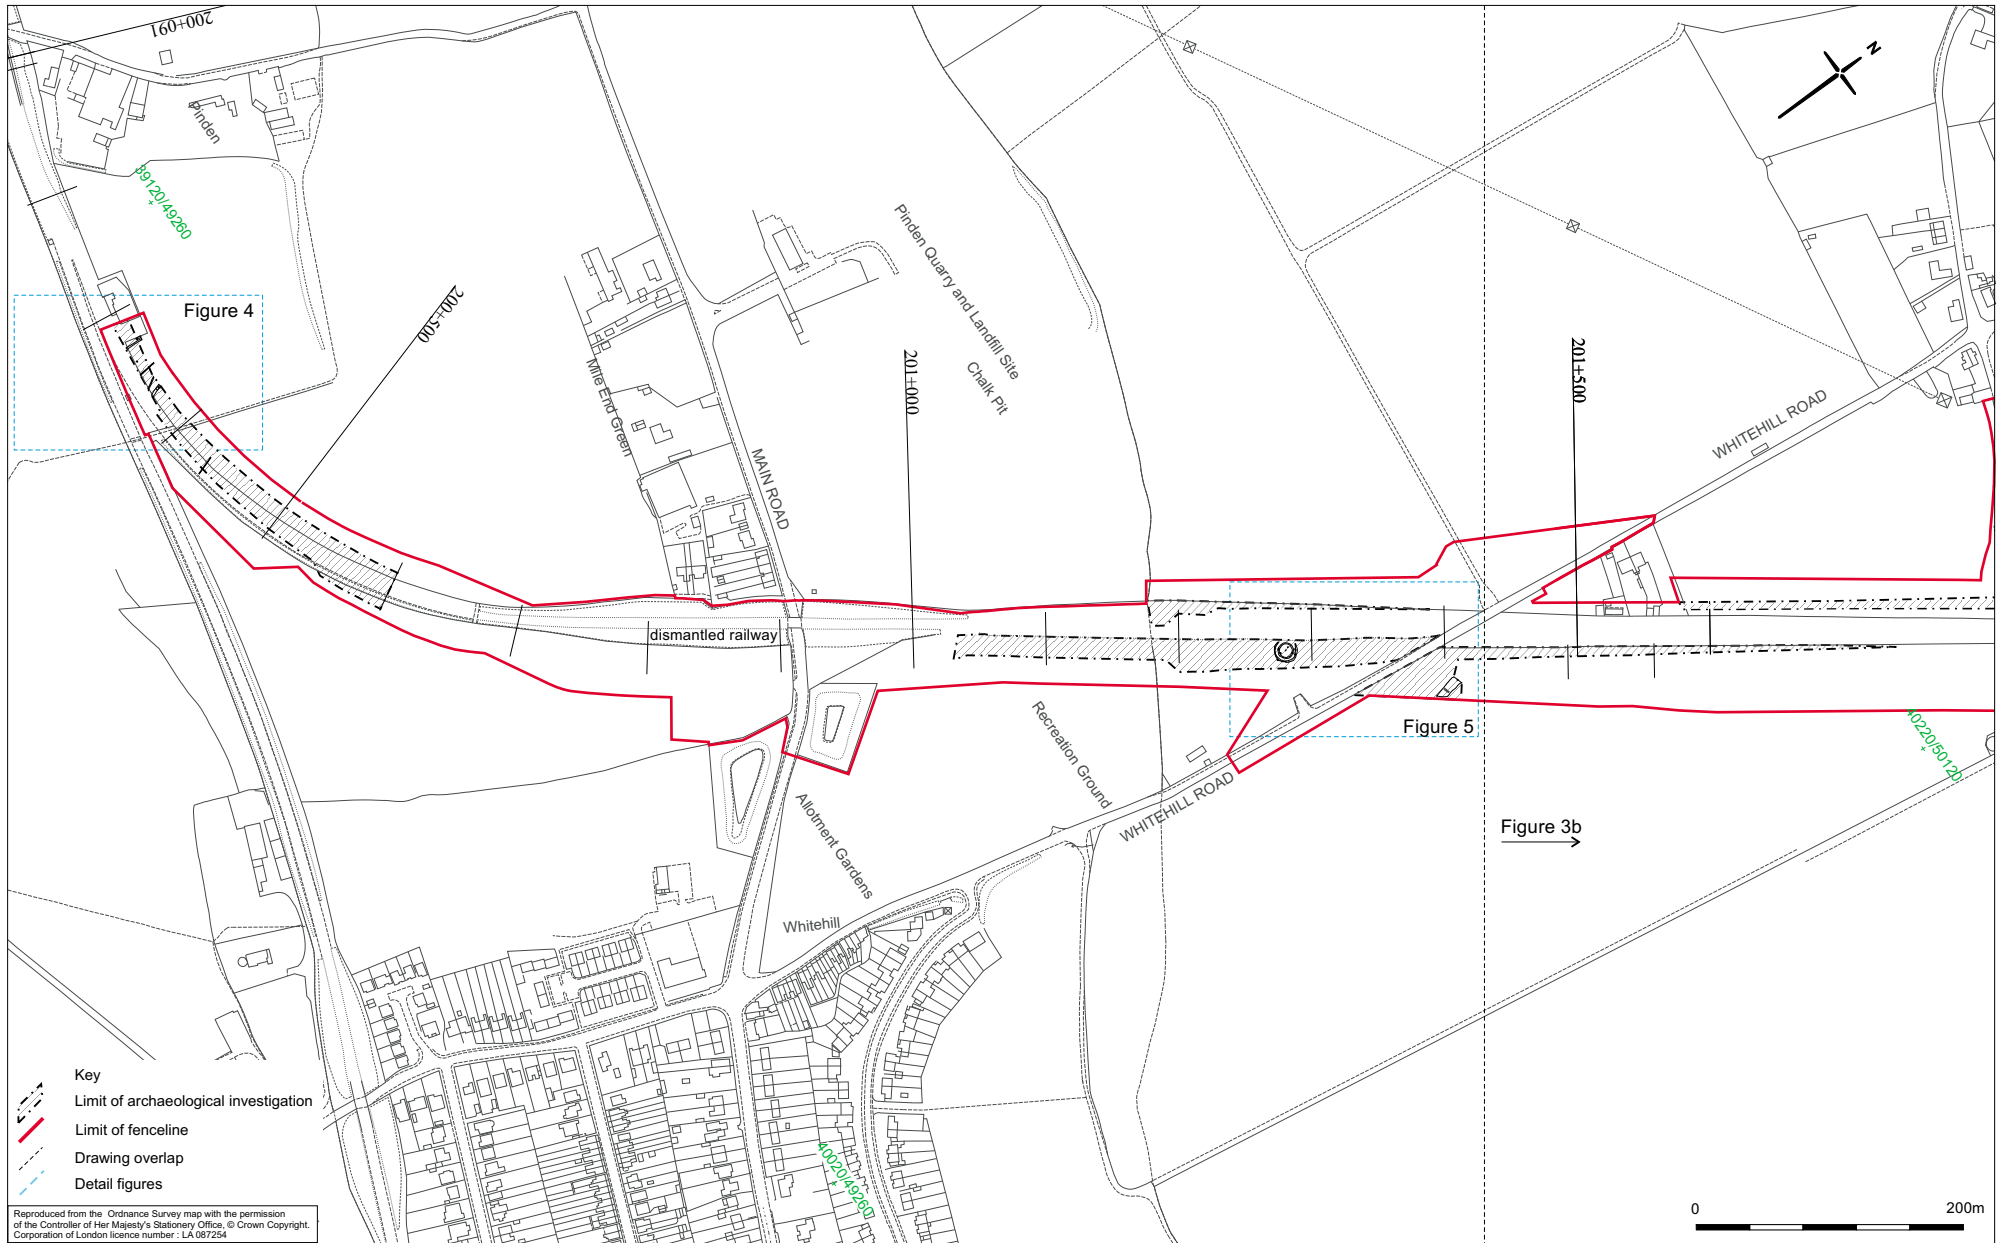 200+091
N
Pinden
39120/49260
Figure 4
200+500
Mile End Green
MAIN ROAD
Pinden Quarry and Landfill Site
Chalk Pit
201+000
201+500
WHITEHILL ROAD
dismantled railway
Recreation Ground
Figure 5
40220/50120
WHITEHILL ROAD
Allotment Gardens
Figure 3b
Whitehill
40020/49260
Key
Limit of archaeological investigation
Limit of fenceline
Drawing overlap
Detail figures
Reproduced from the Ordnance Survey map with the permission
of the Controller of Her Majesty's Stationery Office, © Crown Copyright.
Corporation of London licence number : LA 087254
0
200m